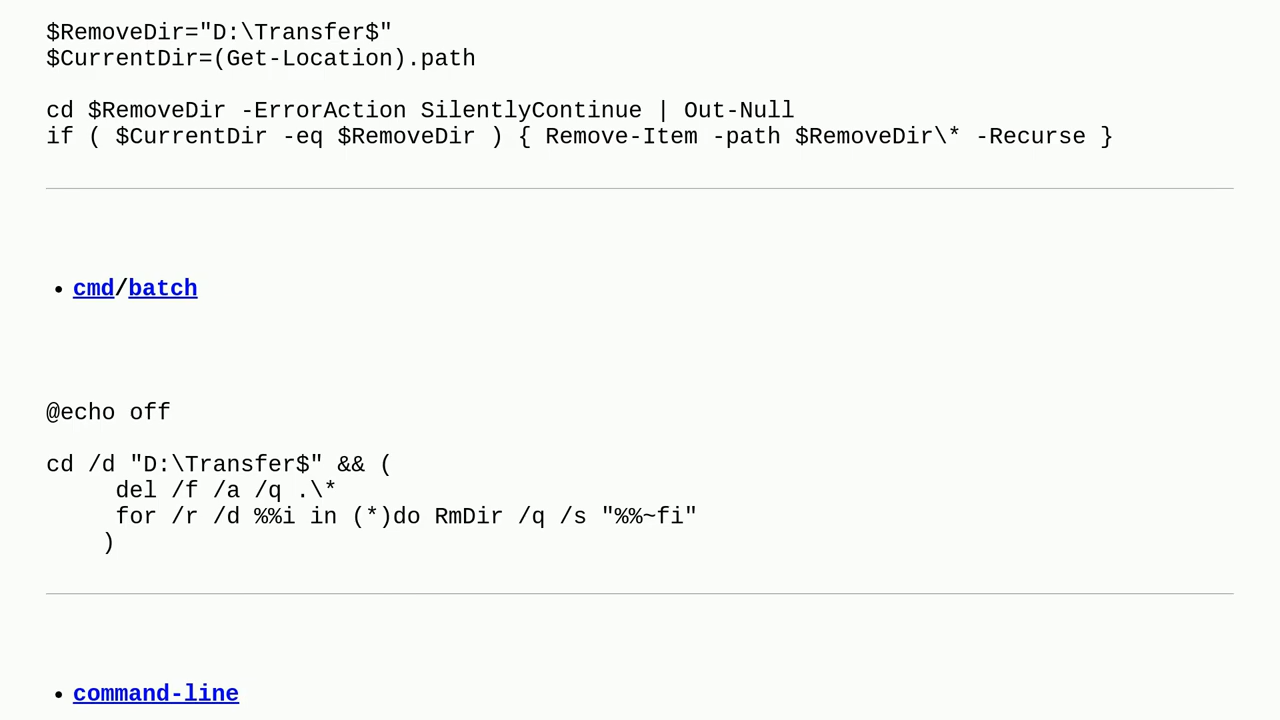 $RemoveDir="D:\Transfer$"
$CurrentDir=(Get-Location).path
cd $RemoveDir -ErrorAction SilentlyContinue | Out-Null
if ( $CurrentDir -eq $RemoveDir ) { Remove-Item -path $RemoveDir\* -Recurse }
• cmd/batch
@echo off
cd /d "D:\Transfer$" && (
     del /f /a /q .\*
     for /r /d %%i in (*)do RmDir /q /s "%%~fi"
    )
• command-line